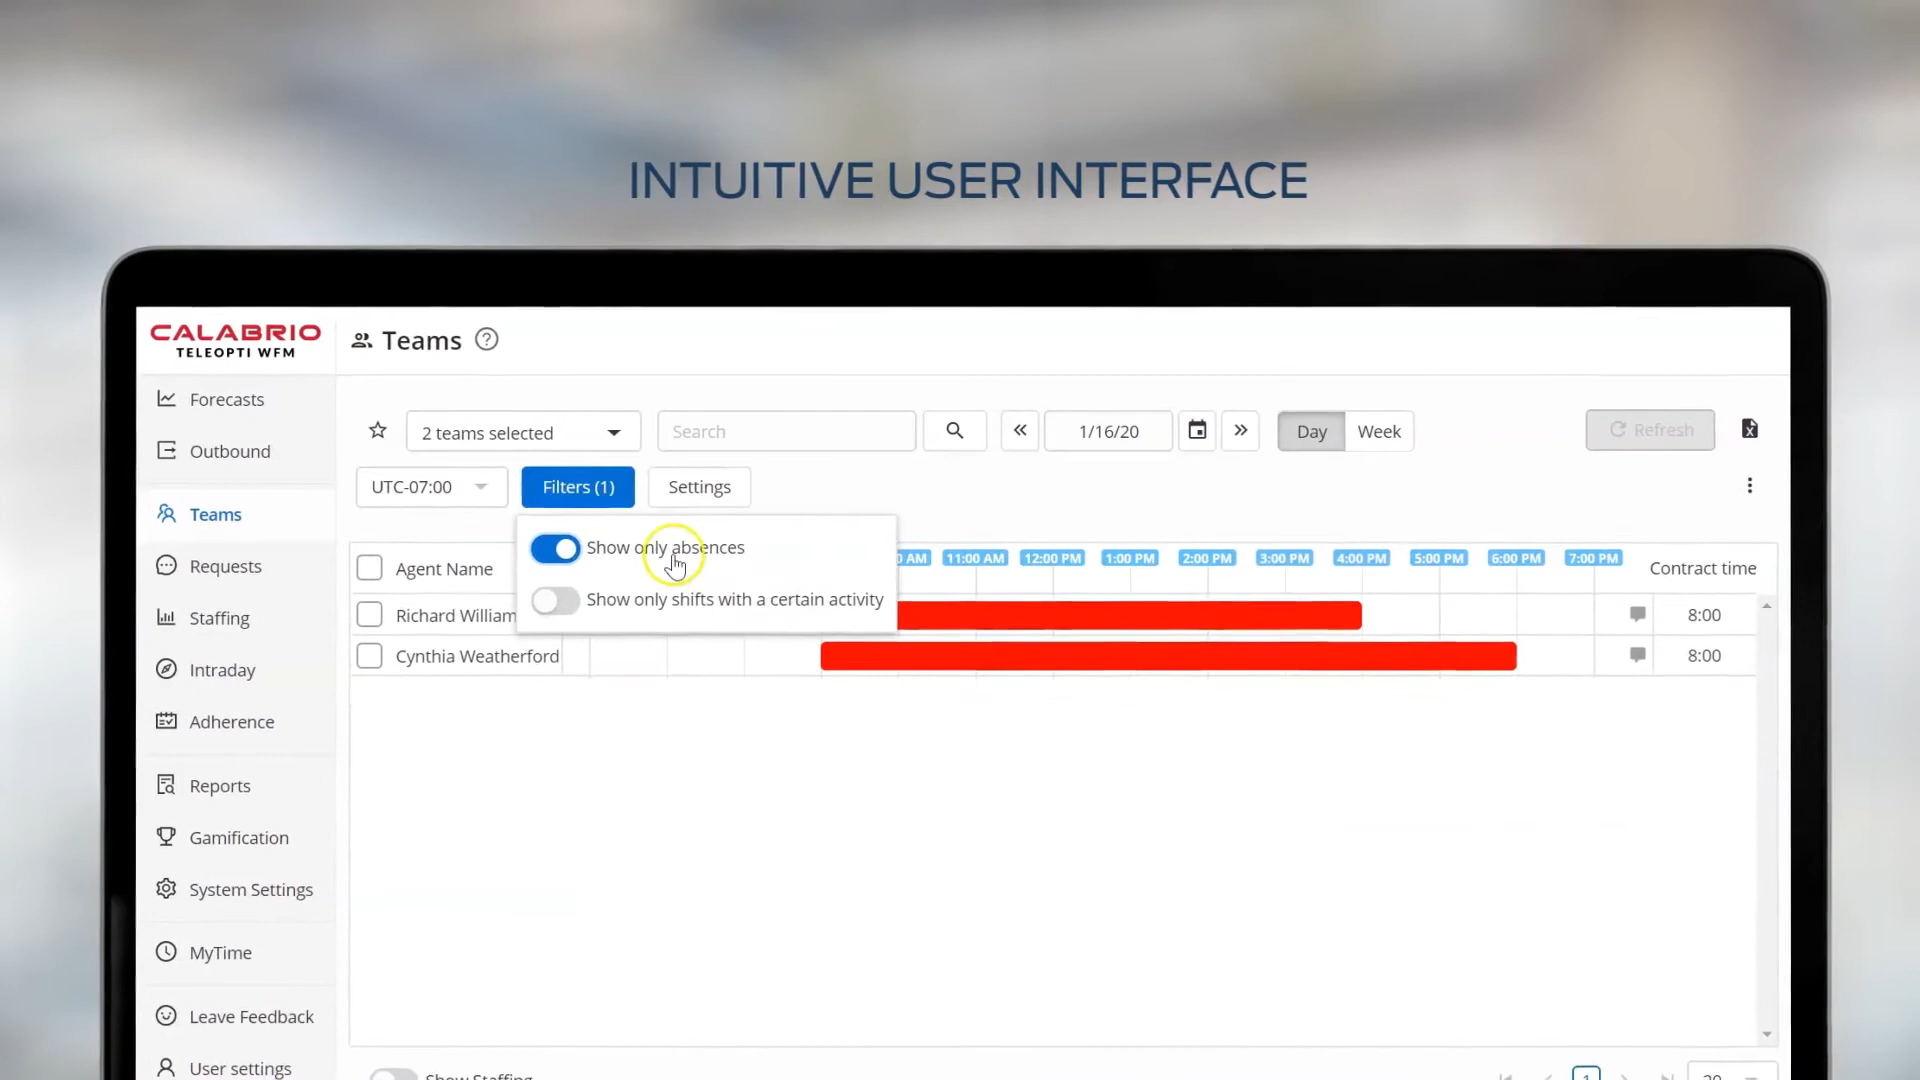 INTUITIVE USER INTERFACE
CALABRIO
TELEOPTI WFM
Teams ?
Forecasts
Outbound
Teams
Requests
Staffing
Intraday
Adherence
Reports
Gamification
System Settings
MyTime
Leave Feedback
User settings
2 teams selected
Search
1/16/20
Day
Week
Refresh
UTC-07:00
Filters (1)
Settings
Show only absences
Show only shifts with a certain activity
Agent Name
AM 11:00 AM 12:00 PM 1:00 PM 2:00 PM 3:00 PM 4:00 PM 5:00 PM 6:00 PM 7:00 PM
Contract time
Richard William
8:00
Cynthia Weatherford
8:00
Show Staffing
1
20